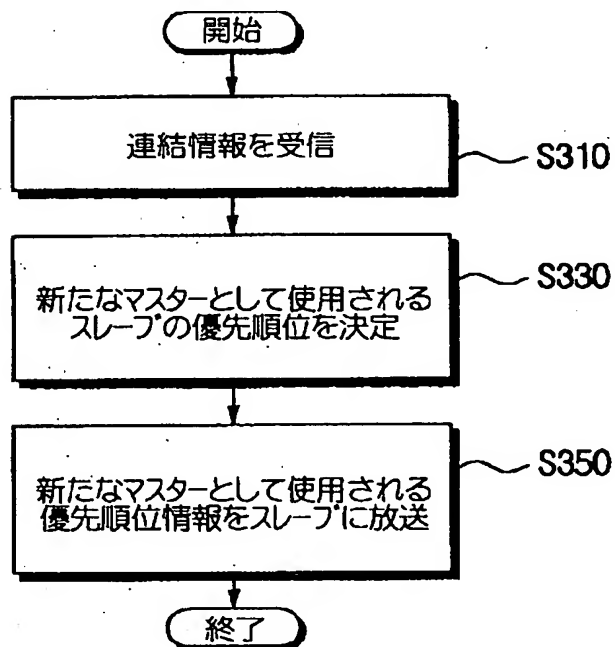 開始
連結情報を受信
S310
新たなマスターとして使用される
スレーブの優先順位を決定
S330
新たなマスターとして使用される
優先順位情報をスレーブに放送
S350
終了